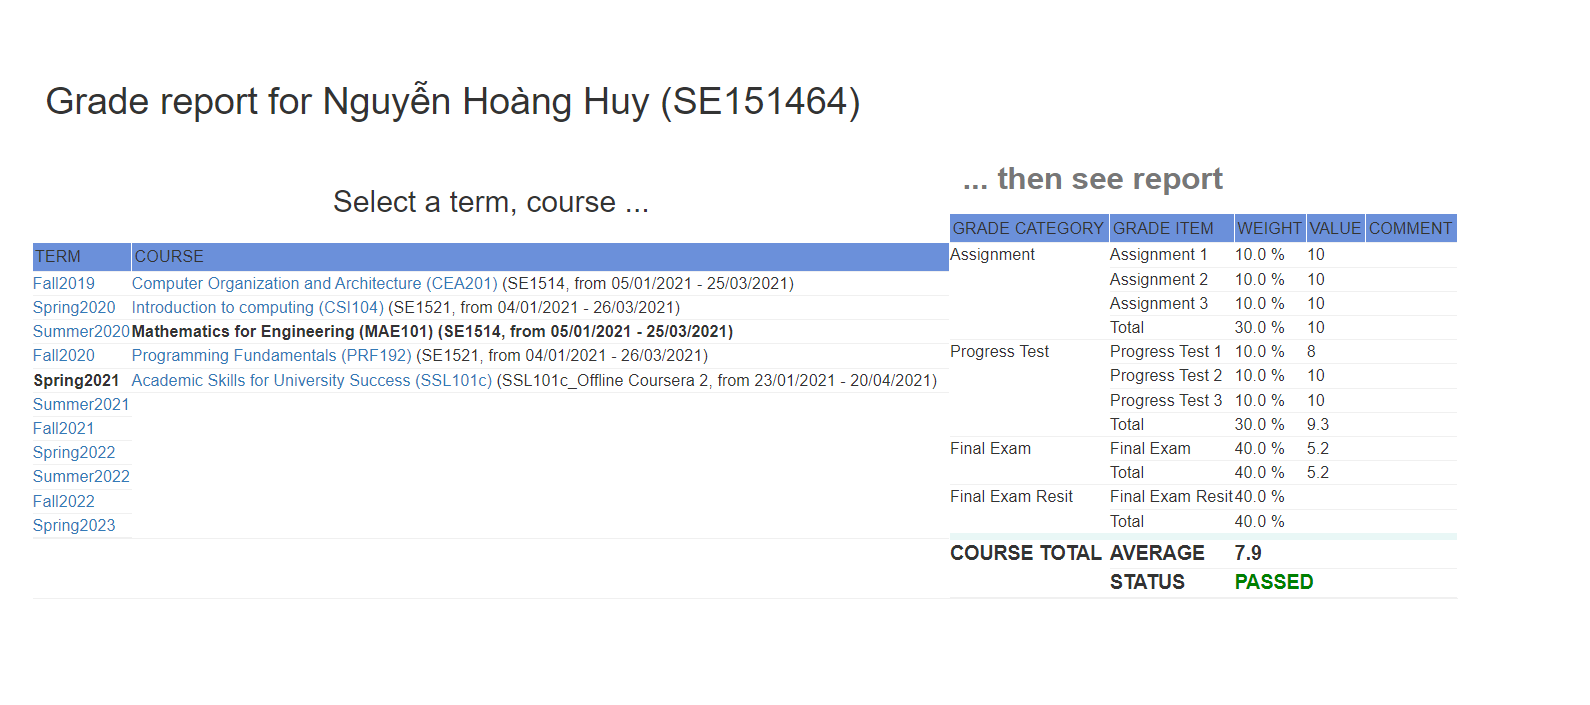 Grade report for Nguyễn Hoàng Huy (SE151464)
Select a term, course ...
TERM COURSE
Fall2019 Computer Organization and Architecture (CEA201) (SE1514, from 05/01/2021 - 25/03/2021)
Spring2020 Introduction to computing (CSI104) (SE1521, from 04/01/2021 - 26/03/2021)
Summer2020 Mathematics for Engineering (MAE101) (SE1514, from 05/01/2021 - 25/03/2021)
Fall2020 Programming Fundamentals (PRF192) (SE1521, from 04/01/2021 - 26/03/2021)
Spring2021 Academic Skills for University Success (SSL101c) (SSL101c_Offline Coursera 2, from 23/01/2021 - 20/04/2021)
Summer2021
Fall2021
Spring2022
Summer2022
Fall2022
Spring2023
... then see report
GRADE CATEGORY GRADE ITEM WEIGHT VALUE COMMENT
Assignment Assignment 1 10.0 % 10
Assignment 2 10.0 % 10
Assignment 3 10.0 % 10
Total 30.0 % 10
Progress Test Progress Test 1 10.0 % 8
Progress Test 2 10.0 % 10
Progress Test 3 10.0 % 10
Total 30.0 % 9.3
Final Exam Final Exam 40.0 % 5.2
Total 40.0 % 5.2
Final Exam Resit Final Exam Resit 40.0 %
Total 40.0 %
COURSE TOTAL AVERAGE 7.9
STATUS PASSED